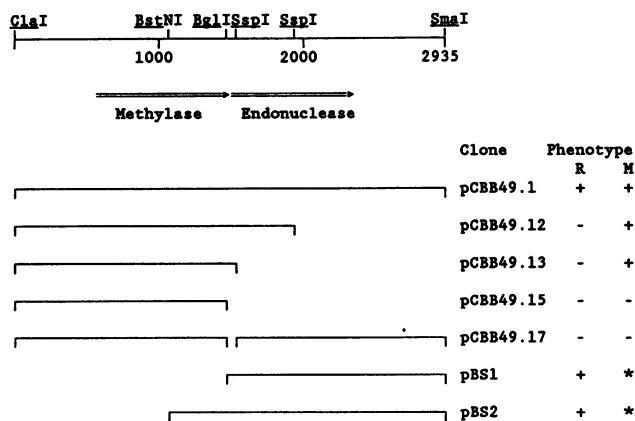 ClaI BstNI BglI SspI SspI SmaI
1000 2000 2935
Methylase Endonuclease
Clone Phenotype
R M
pCBB49.1 + +
pCBB49.12 - +
pCBB49.13 - +
pCBB49.15 - -
pCBB49.17 - -
pBS1 + *
pBS2 + *